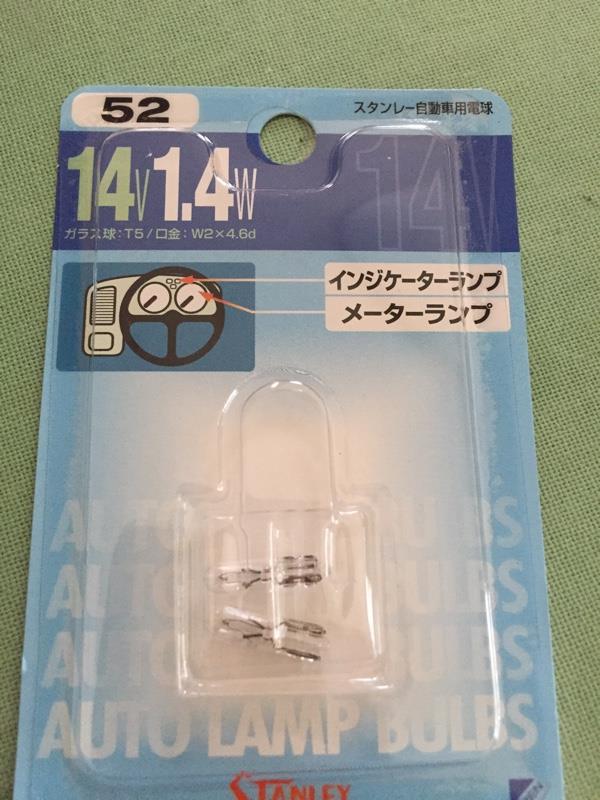 52
スタンレー自動車用電球
14V1.4W
14V
ガラス球:T5/口金:W2×4.6d
インジケーターランプ
メーターランプ
AUTO LAMP BULBS
AUTO LAMP BULBS
AUTO LAMP BULBS
AUTO LAMP BULBS
STANLEY